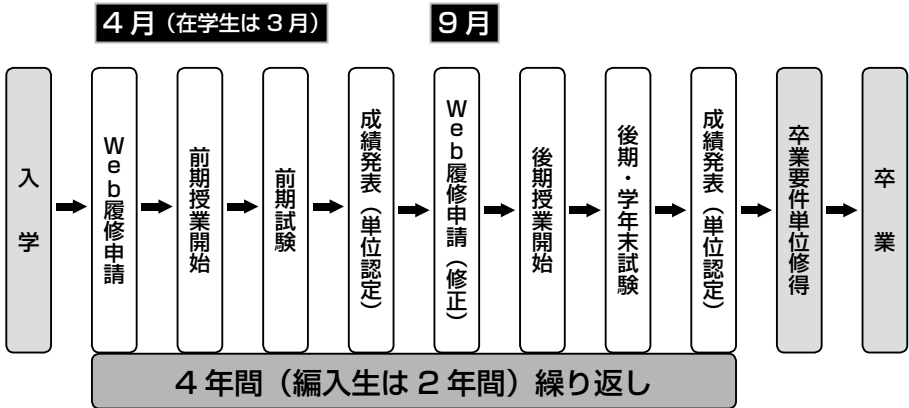 4月（在学生は3月）
9月
入学
Web履修申請
前期授業開始
前期試験
成績発表（単位認定）
Web履修申請（修正）
後期授業開始
後期・学年末試験
成績発表（単位認定）
卒業要件単位修得
卒業
4年間（編入生は2年間）繰り返し